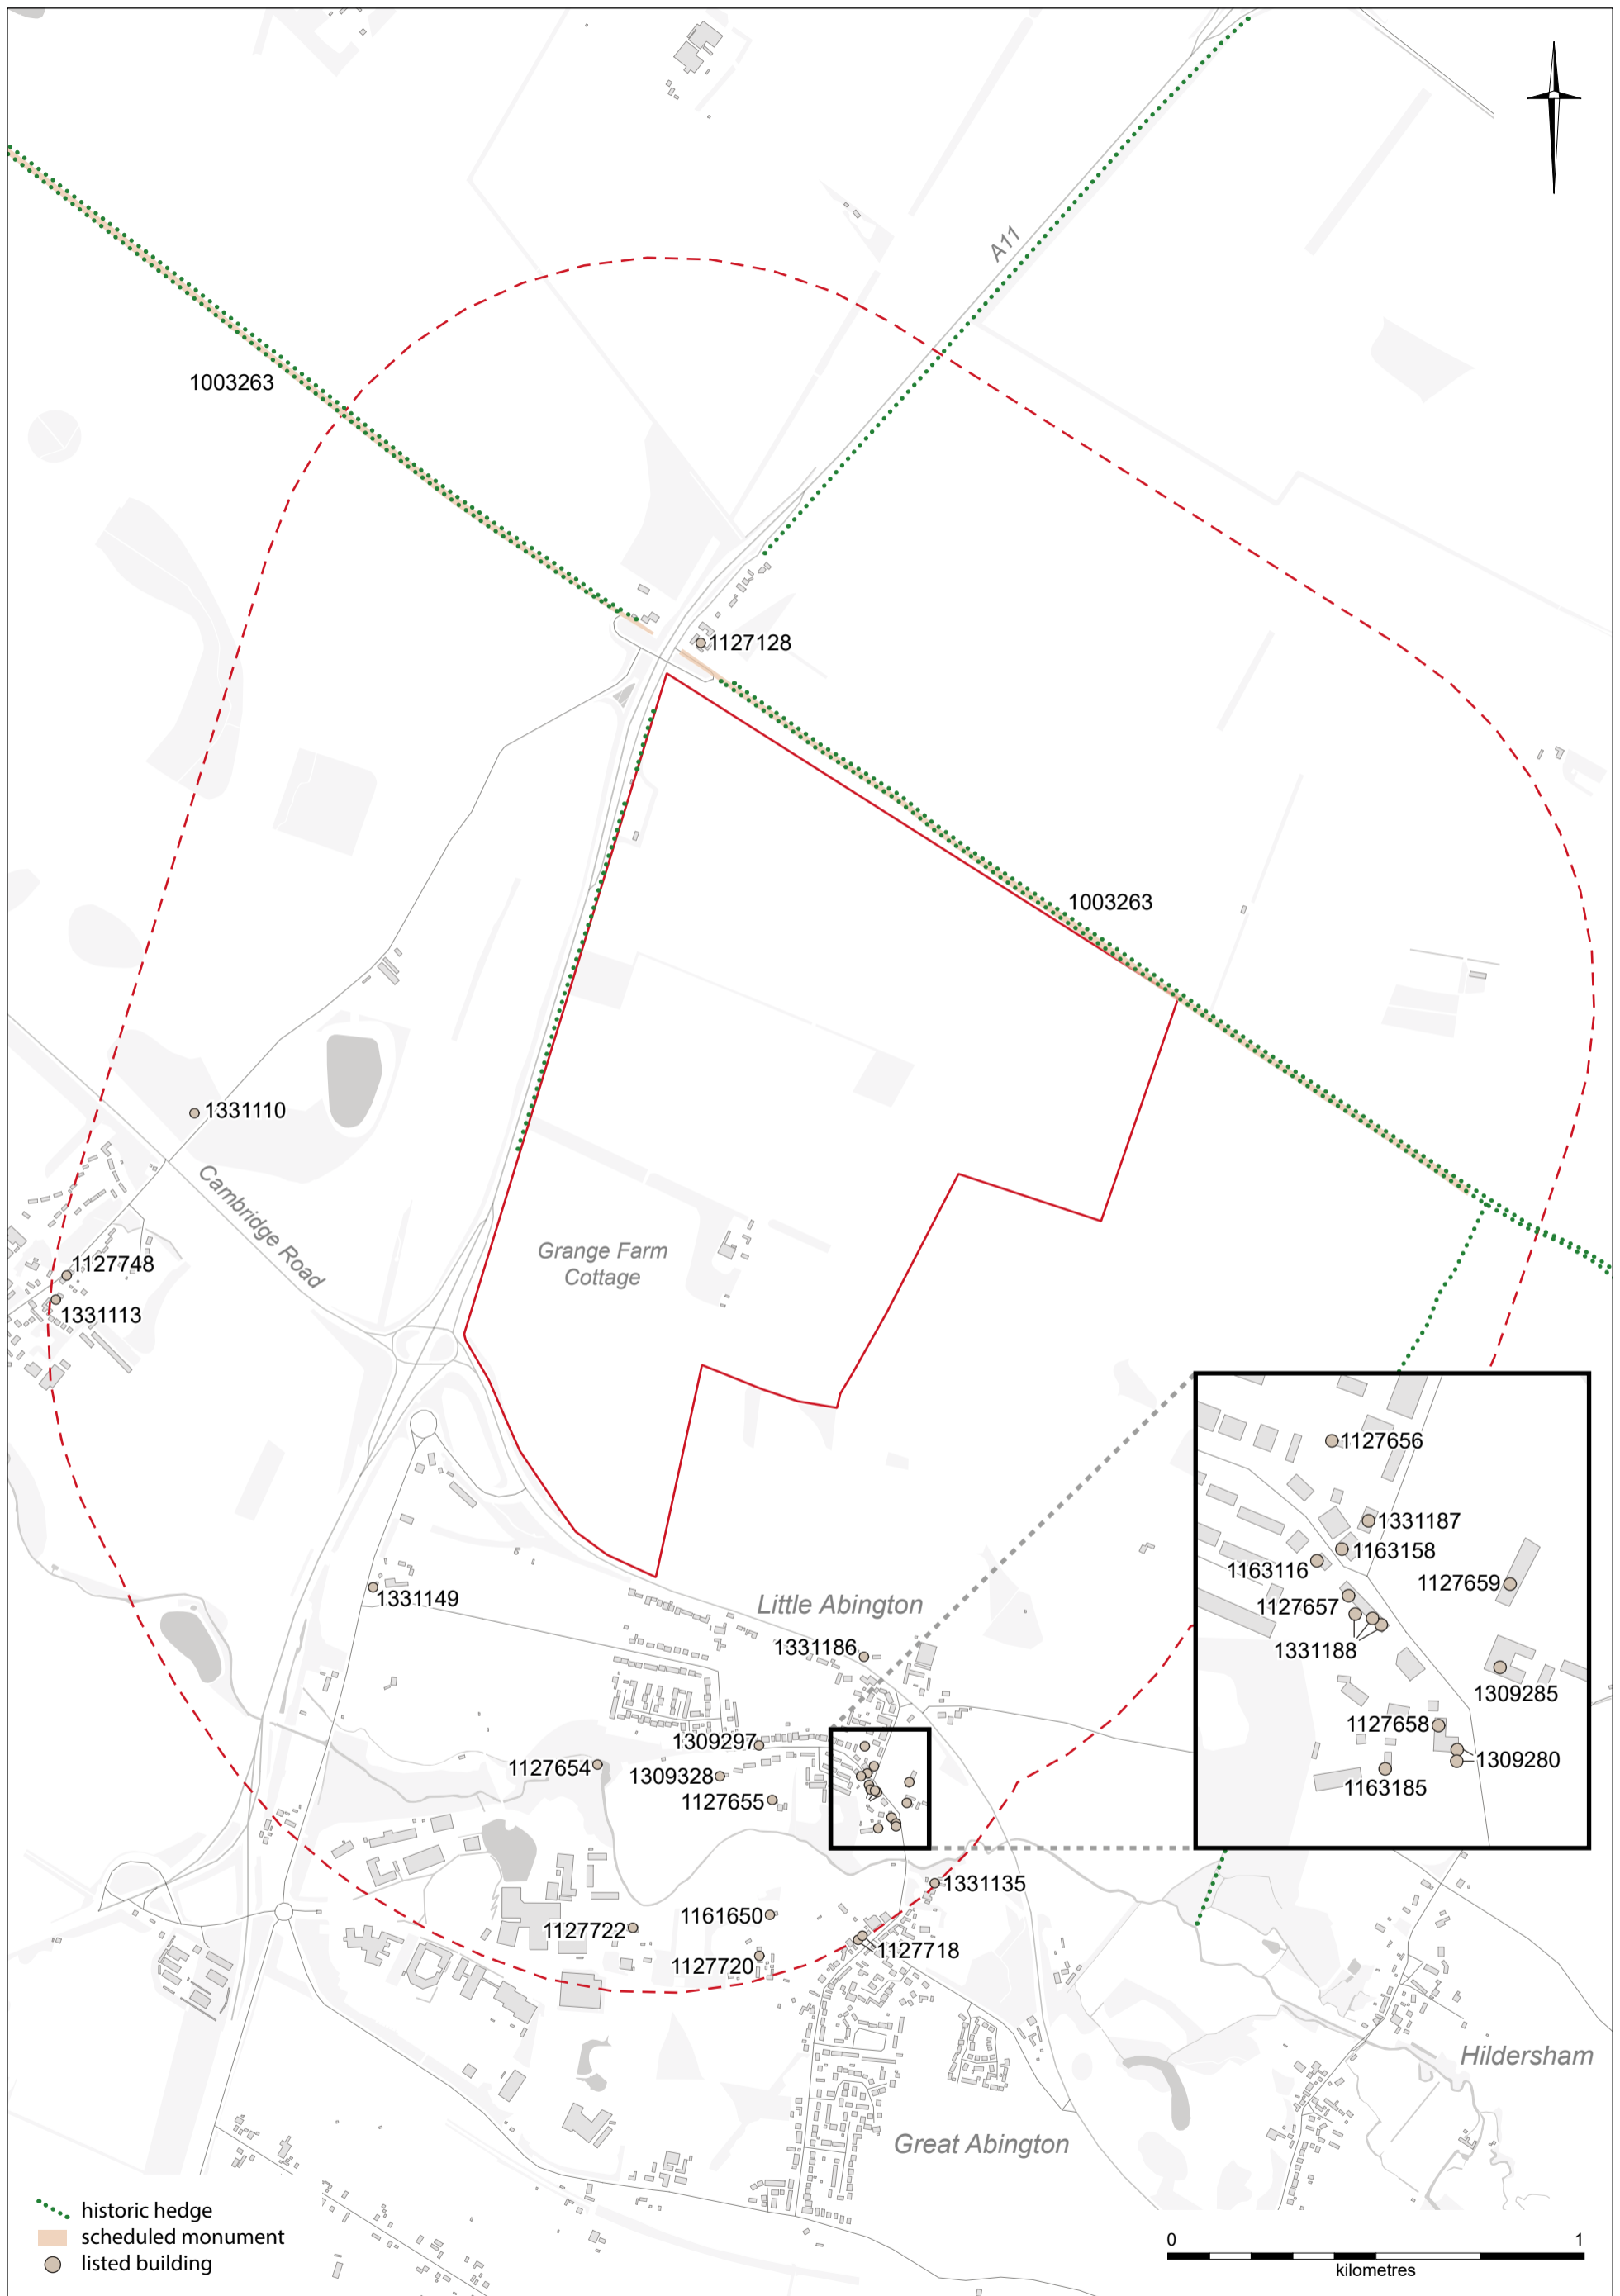 A11
1003263
1127128
1003263
1331110
Cambridge Road
1127748
1331113
Grange Farm
Cottage
1127656
1331187
1163158
1163116
1127659
1127657
1331188
1309285
1127658
1309280
1163185
1331149
Little Abington
1331186
1309297
1127654
1309328
1127655
1331135
1161650
1127722
1127718
1127720
Hildersham
Great Abington
historic hedge
scheduled monument
listed building
0 1
kilometres